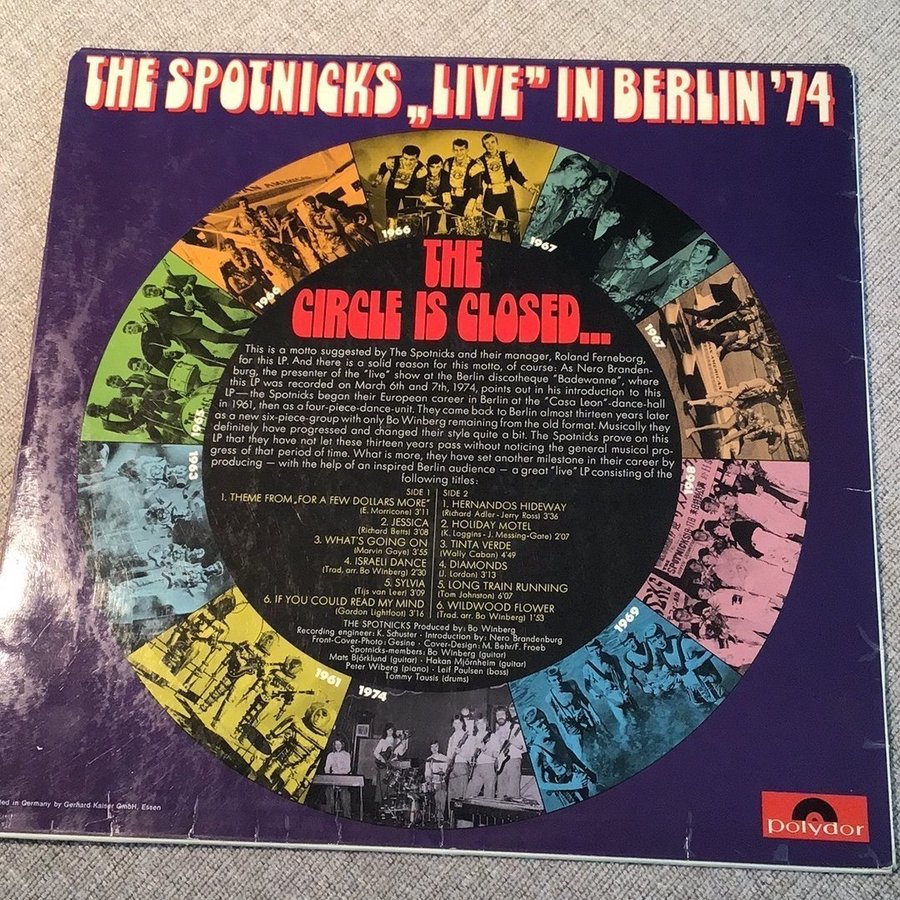 THE SPOTNICKS „LIVE” IN BERLIN '74
1966
1967
1966
1967
1963
1968
1969
1961
1974
THE
CIRCLE IS CLOSED...
This is a motto suggested by The Spotnicks and their manager, Roland Ferneborg,
for this LP. And there is a solid reason for this motto, of course: As Nero Branden-
burg, the presenter of the "live" show at the Berlin discotheque "Badewanne", where
this LP was recorded on March 6th and 7th, 1974, points out in his introduction to this
LP — the Spotnicks began their European career in Berlin at the "Casa Leon"-dance-hall
in 1961, then as a four-piece-dance-unit. They came back to Berlin almost thirteen years later
as a new six-piece-group with only Bo Winberg remaining from the old format. Musically they
definitely have progressed and changed their style quite a bit. The Spotnicks prove on this
LP that they have not let these thirteen years pass without noticing the general musical pro-
gress of that period of time. What is more, they have set another milestone in their career by
producing — with the help of an inspired Berlin audience — a great "live" LP consisting of the
following titles:
SIDE 1
1. THEME FROM „FOR A FEW DOLLARS MORE"
(E. Morricone) 3'11
2. JESSICA
(Richard Betts) 3'08
3. WHAT'S GOING ON
(Marvin Gaye) 3'55
4. ISRAELI DANCE
(Trad. arr. Bo Winberg) 2'30
5. SYLVIA
(Tijs van Leer) 3'09
6. IF YOU COULD READ MY MIND
(Gordon Lightfoot) 3'16
SIDE 2
1. HERNANDOS HIDEWAY
(Richard Adler - Jerry Ross) 3'36
2. HOLIDAY MOTEL
(K. Loggins - J. Messing-Gate) 2'07
3. TINTA VERDE
(Wally Caban) 4'49
4. DIAMONDS
(J. Lordan) 3'13
5. LONG TRAIN RUNNING
(Tom Johnston) 6'07
6. WILDWOOD FLOWER
(Trad. arr. Bo Winberg) 1'53
THE SPOTNICKS Produced by: Bo Winberg
Recording engineer: K. Schuster · Introduction by: Nero Brandenburg
Front-Cover-Photo: Gesine · Cover-Design: M. Behr/F. Froeb
Spotnicks-members: Bo Winberg (guitar)
Mats Björklund (guitar) · Hakan Mjörnheim (guitar)
Peter Wiberg (piano) · Leif Paulsen (bass)
Tommy Tausis (drums)
in Germany by Gerhard Kaiser GmbH, Essen
polydor